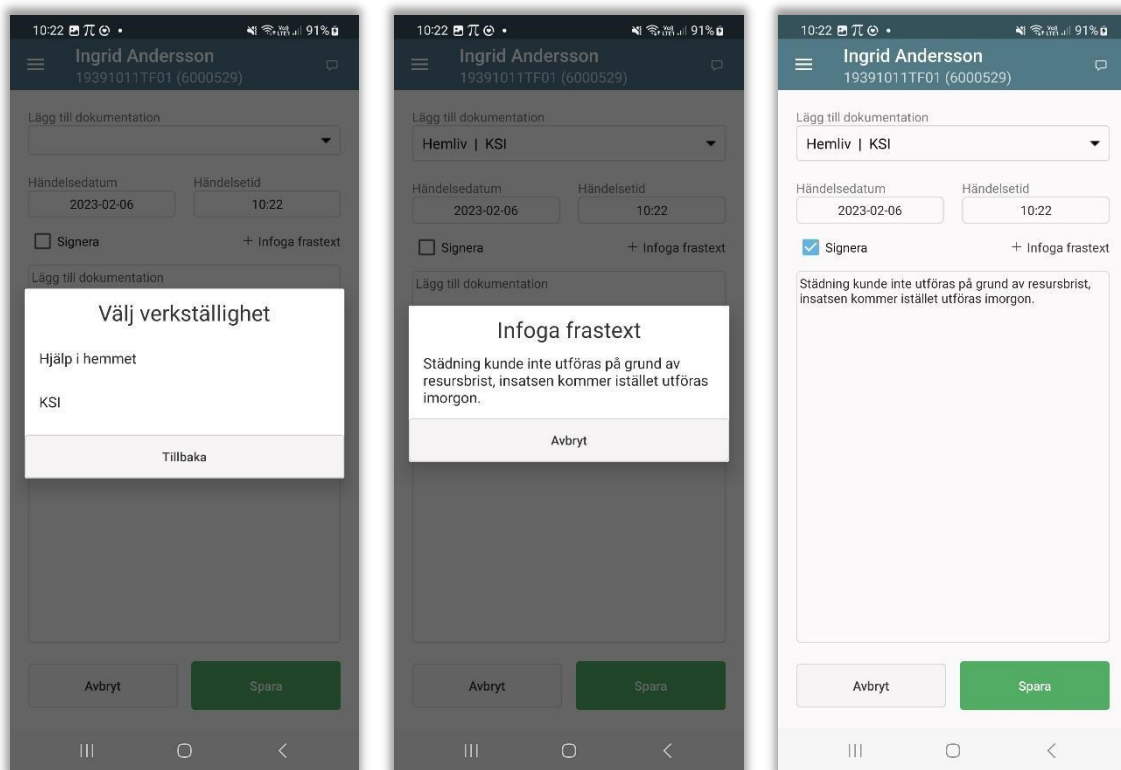 10:22
91%
Ingrid Andersson
19391011TF01 (6000529)
Lägg till dokumentation
Händelsedatum Händelsetid
2023-02-06 10:22
Signera + Infoga frastext
Lägg till dokumentation
Välj verkställighet
Hjälp i hemmet
KSI
Tillbaka
Avbryt Spara
10:22
91%
Ingrid Andersson
19391011TF01 (6000529)
Lägg till dokumentation
Hemliv | KSI
Händelsedatum Händelsetid
2023-02-06 10:22
Signera + Infoga frastext
Lägg till dokumentation
Infoga frastext
Städning kunde inte utföras på grund av
resursbrist, insatsen kommer istället utföras
imorgon.
Avbryt
Avbryt Spara
10:22
91%
Ingrid Andersson
19391011TF01 (6000529)
Lägg till dokumentation
Hemliv | KSI
Händelsedatum Händelsetid
2023-02-06 10:22
Signera + Infoga frastext
Städning kunde inte utföras på grund av resursbrist,
insatsen kommer istället utföras imorgon.
Avbryt Spara